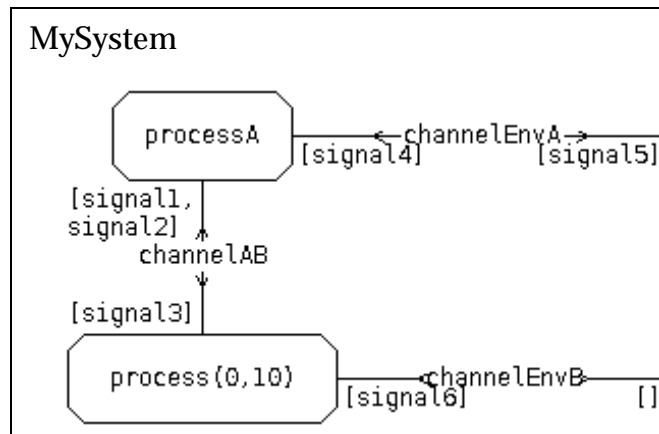 MySystem
processA
channelEnvA
[signal4]
[signal5]
[signal1,
signal2]
channelAB
[signal3]
process(0,10)
channelEnvB
[signal6]
[]